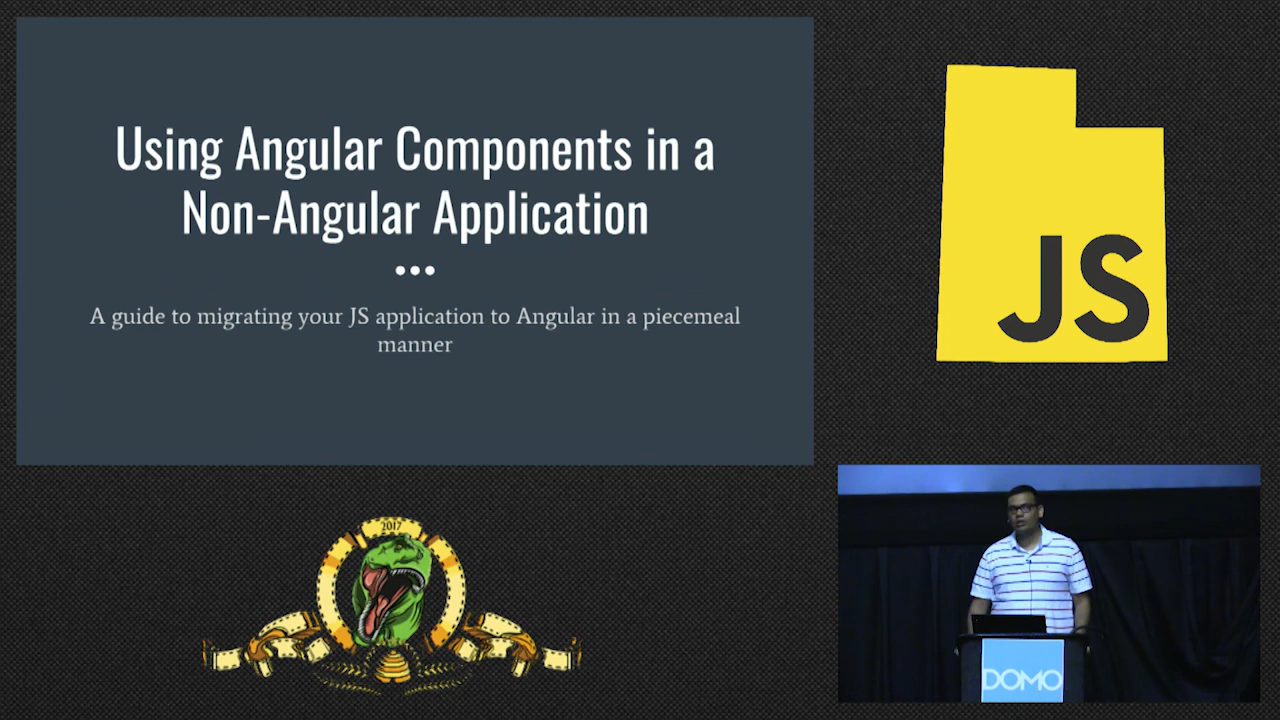 Using Angular Components in a
Non-Angular Application
A guide to migrating your JS application to Angular in a piecemeal
manner
JS
2017
DOMO